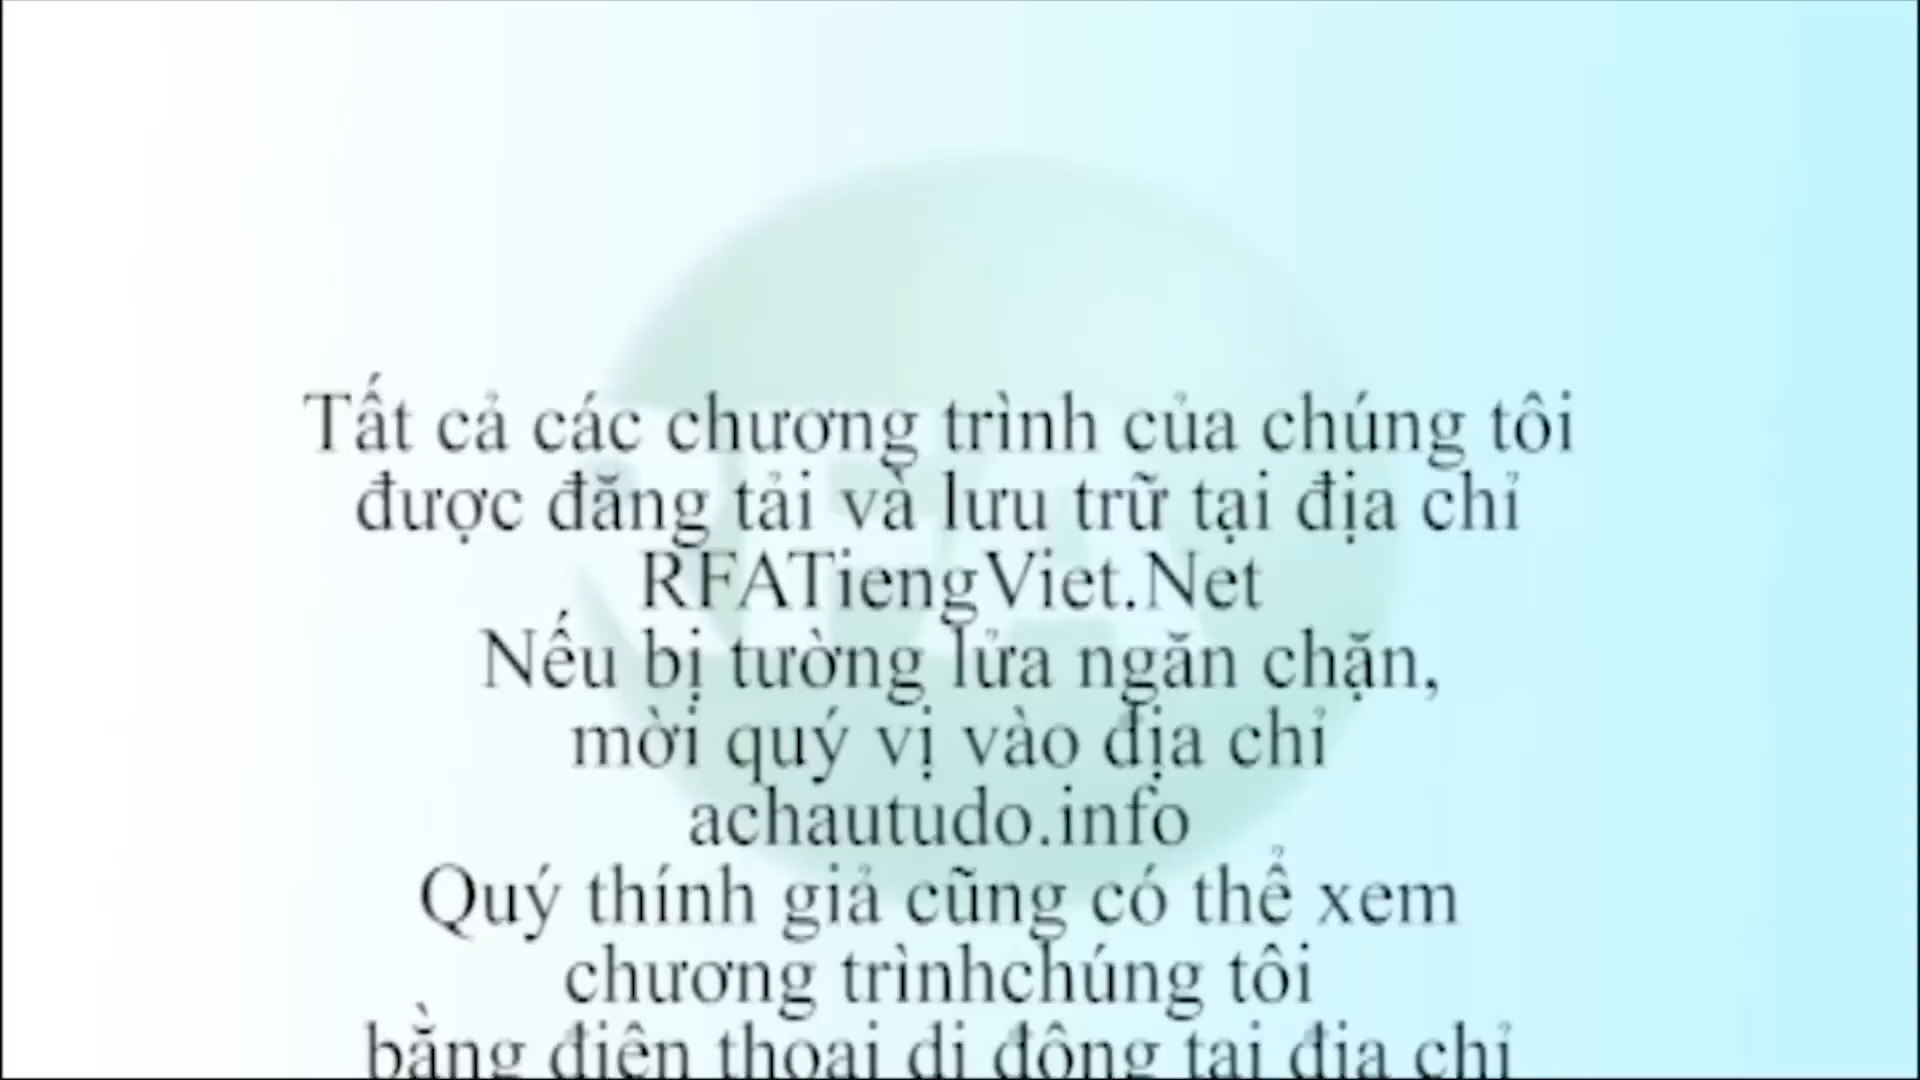 Tất cả các chương trình của chúng tôi
được đăng tải và lưu trữ tại địa chỉ
RFATiengViet.Net
Nếu bị tường lửa ngăn chặn,
mời quý vị vào địa chỉ
achautudo.info
Quý thính giả cũng có thể xem
chương trìnhchúng tôi
bằng điện thoại di động tại địa chỉ
RFA